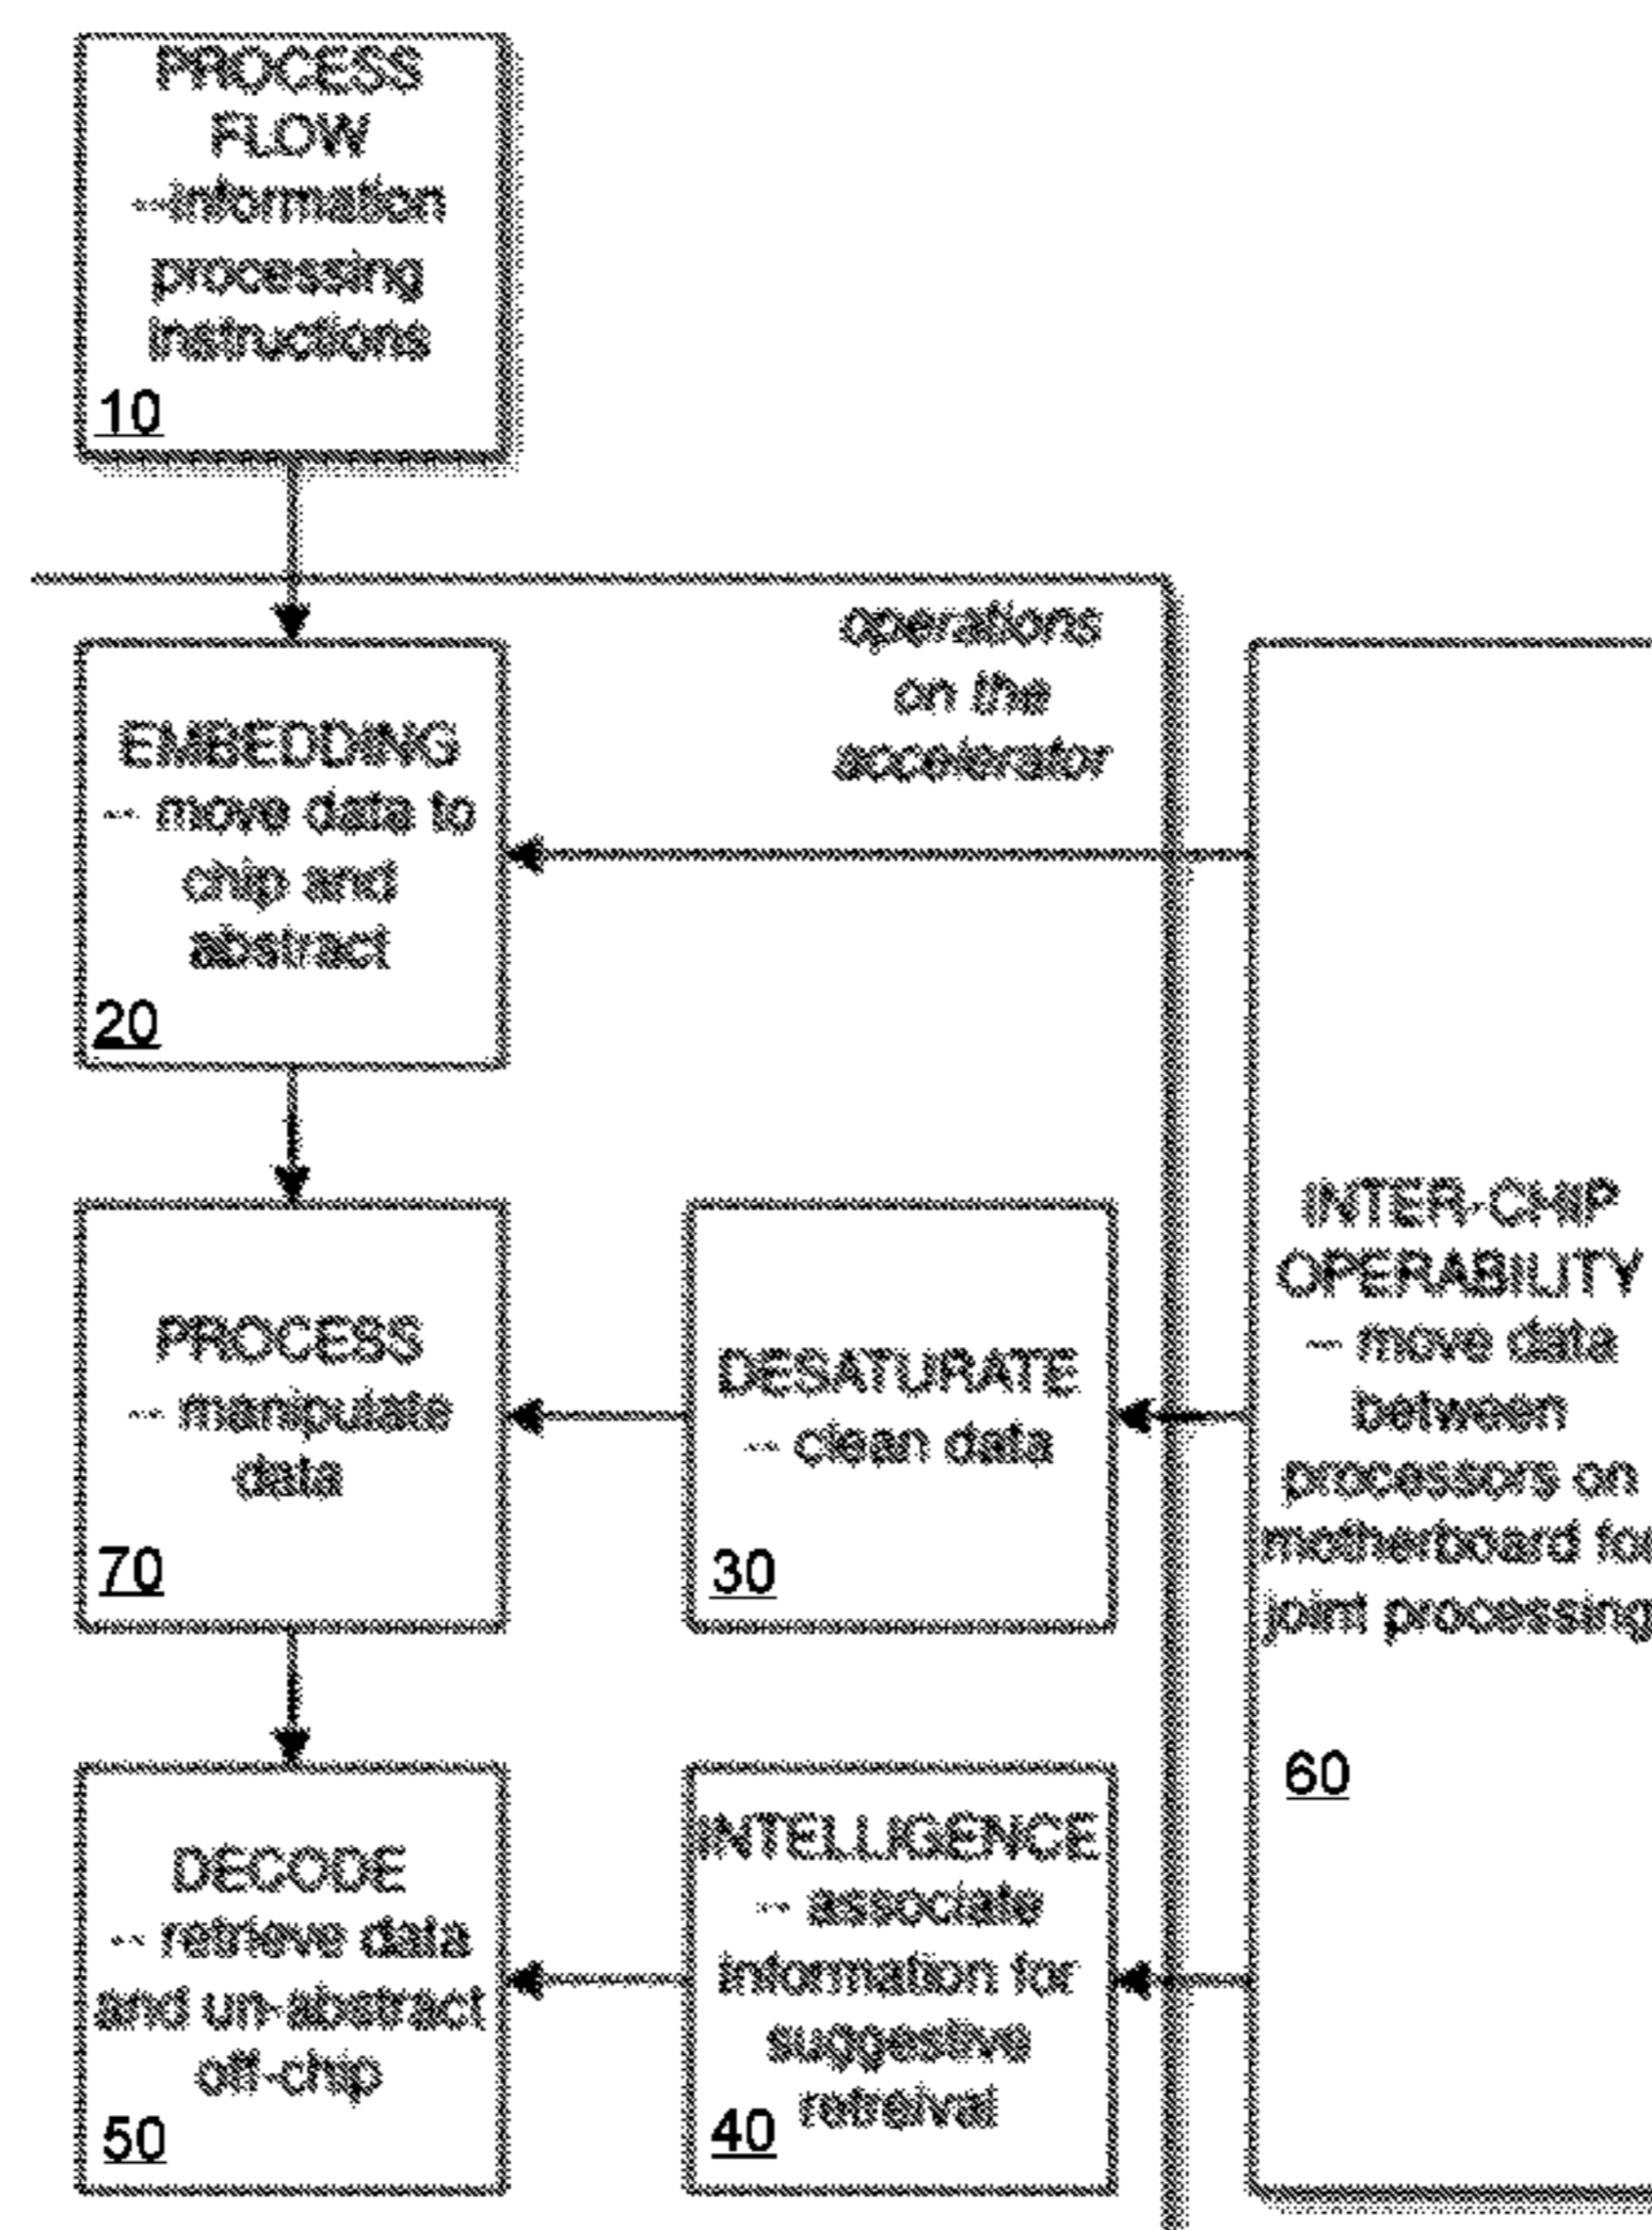 PROCESS
FLOW
--information
processing
instructions
10
operations
on the
accelerator
EMBEDDING
-- move data to
chip and
abstract
20
PROCESS
-- manipulate
data
70
DESATURATE
-- clean data
30
INTER-CHIP
OPERABILITY
-- move data
between
processors on
motherboard for
joint processing
60
DECODE
-- retrieve data
and un-abstract
off-chip
50
INTELLIGENCE
-- associate
information for
suggestive
retreival
40